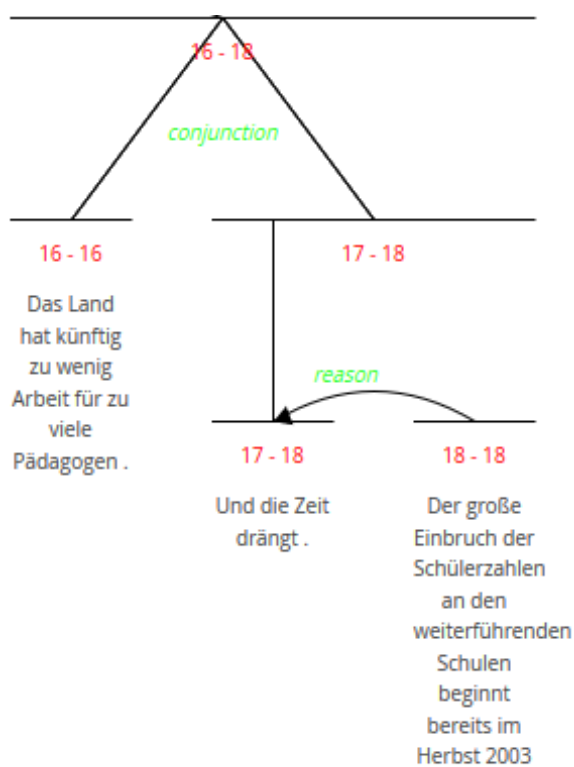 16 - 18
conjunction
16 - 16
17 - 18
Das Land
hat künftig
zu wenig
Arbeit für zu
viele
Pädagogen .
reason
17 - 18
18 - 18
Und die Zeit
drängt .
Der große
Einbruch der
Schülerzahlen
an den
weiterführenden
Schulen
beginnt
bereits im
Herbst 2003